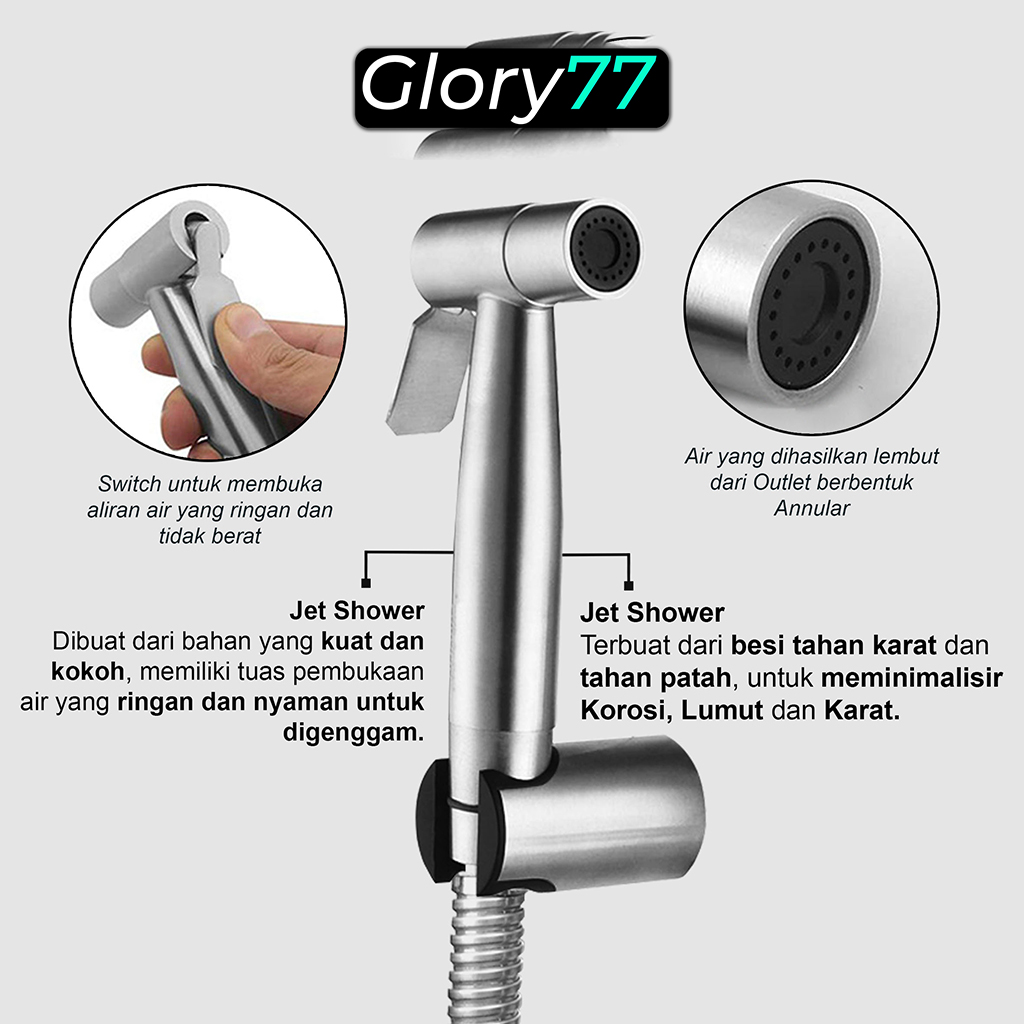 Glory77
Switch untuk membuka
aliran air yang ringan dan
tidak berat
Air yang dihasilkan lembut
dari Outlet berbentuk
Annular
Jet Shower
Dibuat dari bahan yang kuat dan
kokoh, memiliki tuas pembukaan
air yang ringan dan nyaman untuk
digenggam.
Jet Shower
Terbuat dari besi tahan karat dan
tahan patah, untuk meminimalisir
Korosi, Lumut dan Karat.